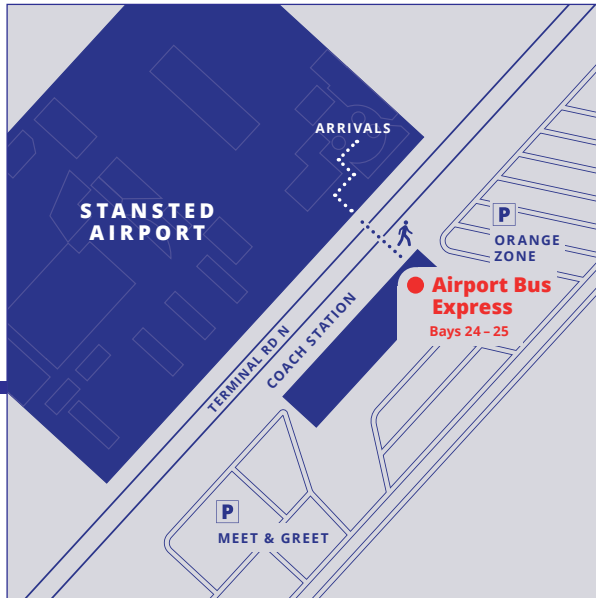 ARRIVALS
STANSTED
AIRPORT
P
ORANGE
ZONE
Airport Bus
Express
Bays 24 – 25
TERMINAL RD N
COACH STATION
P
MEET & GREET